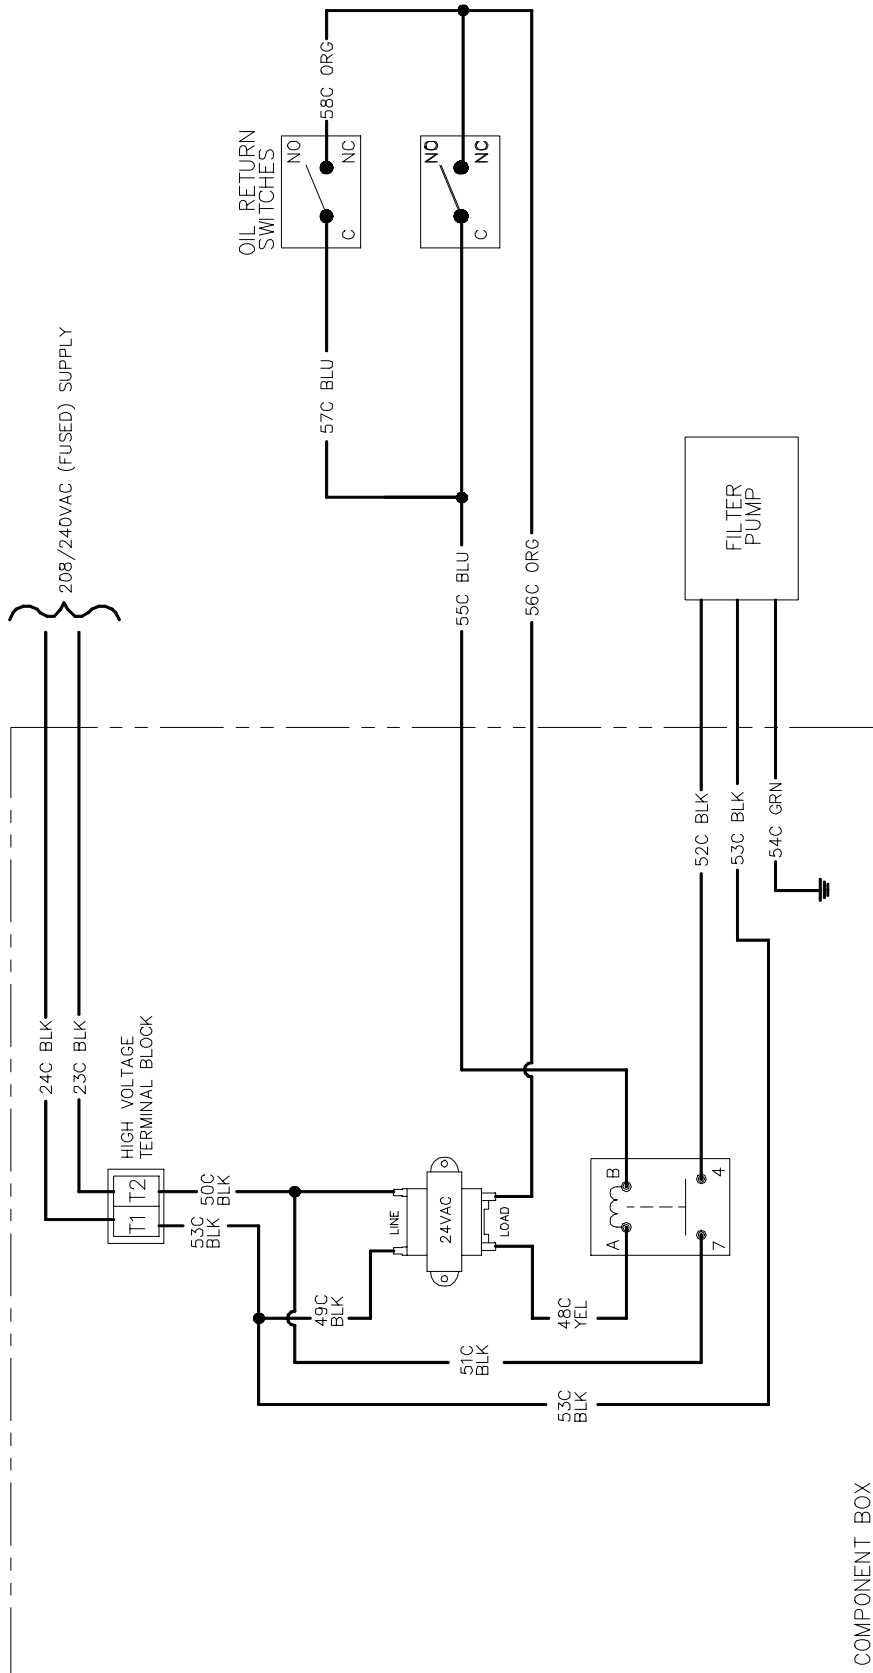 OIL RETURN
SWITCHES
58C ORG
NO
NC
C
NO
NC
C
57C BLU
208/240VAC (FUSED) SUPPLY
55C BLU
56C ORG
FILTER
PUMP
24C BLK
23C BLK
52C BLK
53C BLK
54C GRN
HIGH VOLTAGE
TERMINAL BLOCK
T1
T2
50C
BLK
53C
BLK
LINE
24VAC
LOAD
A
B
7
4
49C
BLK
48C
YEL
51C
BLK
53C
BLK
COMPONENT BOX